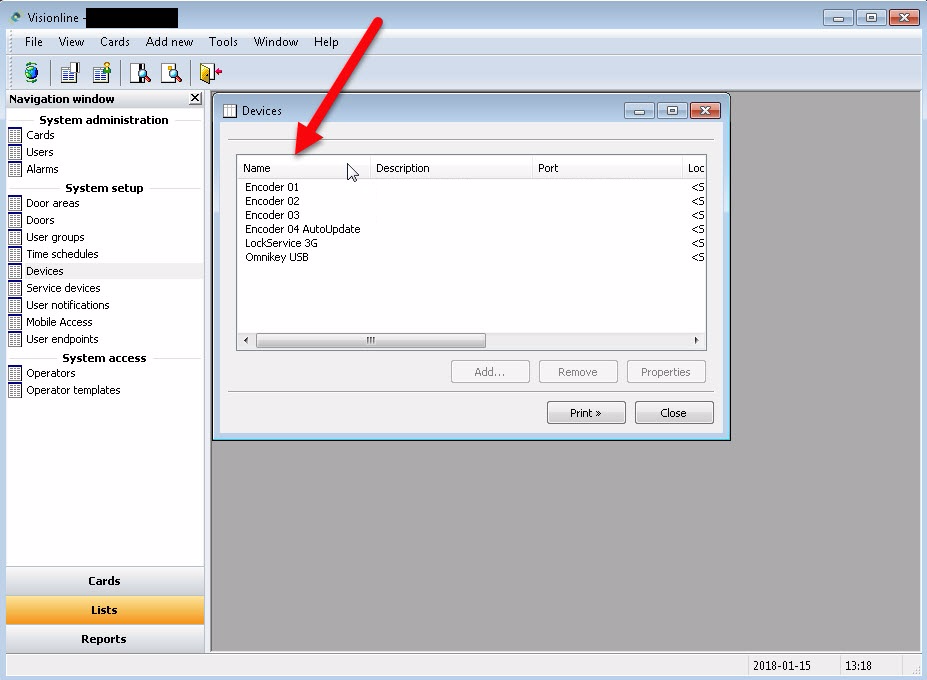 Visionline -
File View Cards Add new Tools Window Help
Navigation window
System administration
Cards
Users
Alarms
System setup
Door areas
Doors
User groups
Time schedules
Devices
Service devices
User notifications
Mobile Access
User endpoints
System access
Operators
Operator templates
Cards
Lists
Reports
Devices
Name Description Port Loc
Encoder 01 <S
Encoder 02 <S
Encoder 03 <S
Encoder 04 AutoUpdate <S
LockService 3G <S
Omnikey USB <S
Add... Remove Properties
Print » Close
2018-01-15 13:18